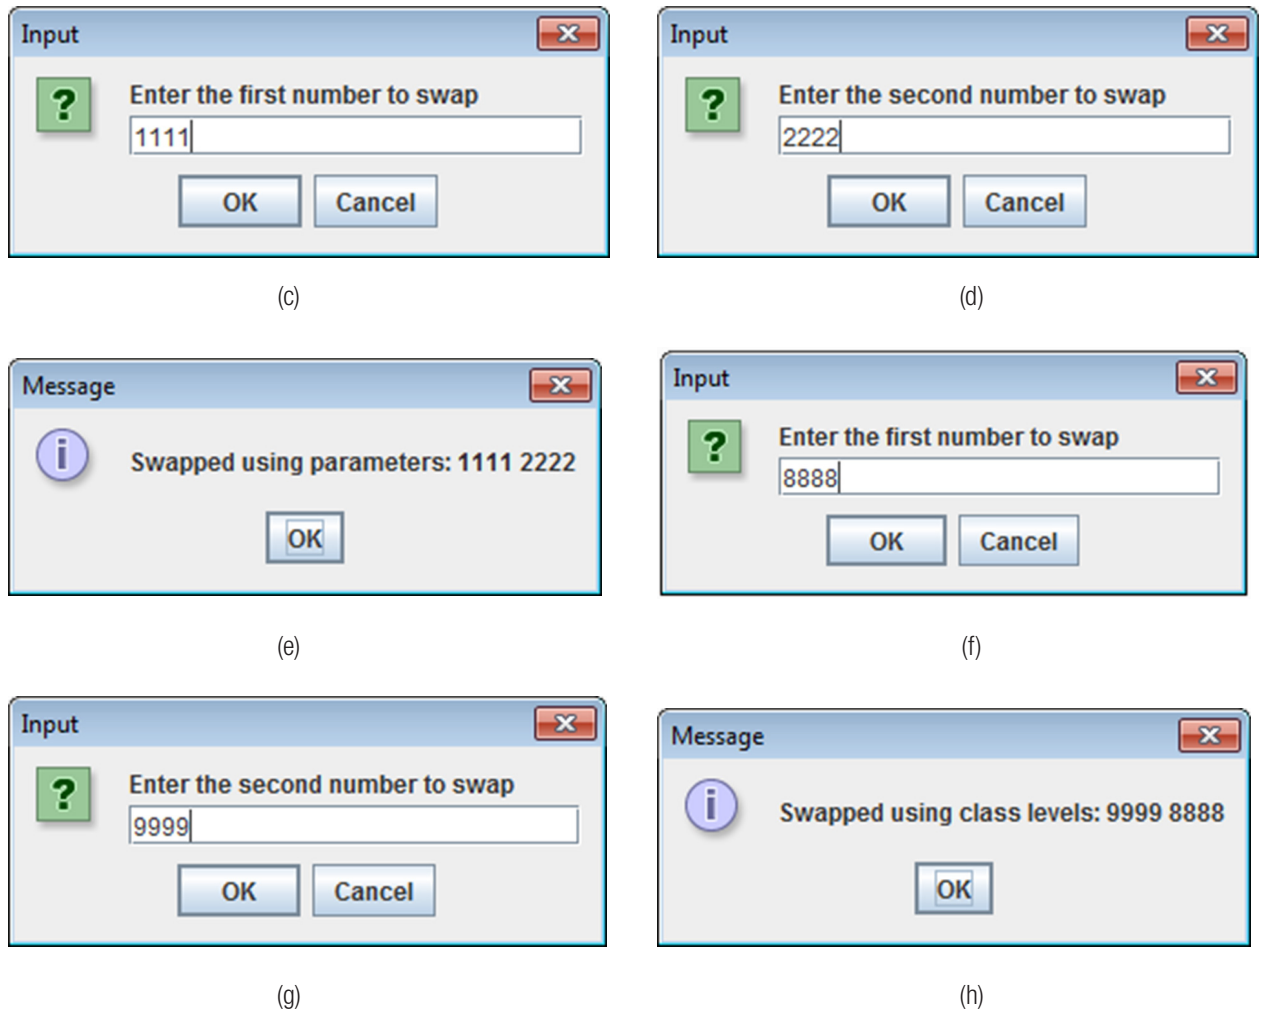 Input
Enter the first number to swap
1111
OK Cancel
(c)
Input
Enter the second number to swap
2222
OK Cancel
(d)
Message
Swapped using parameters: 1111 2222
OK
(e)
Input
Enter the first number to swap
8888
OK Cancel
(f)
Input
Enter the second number to swap
9999
OK Cancel
(g)
Message
Swapped using class levels: 9999 8888
OK
(h)